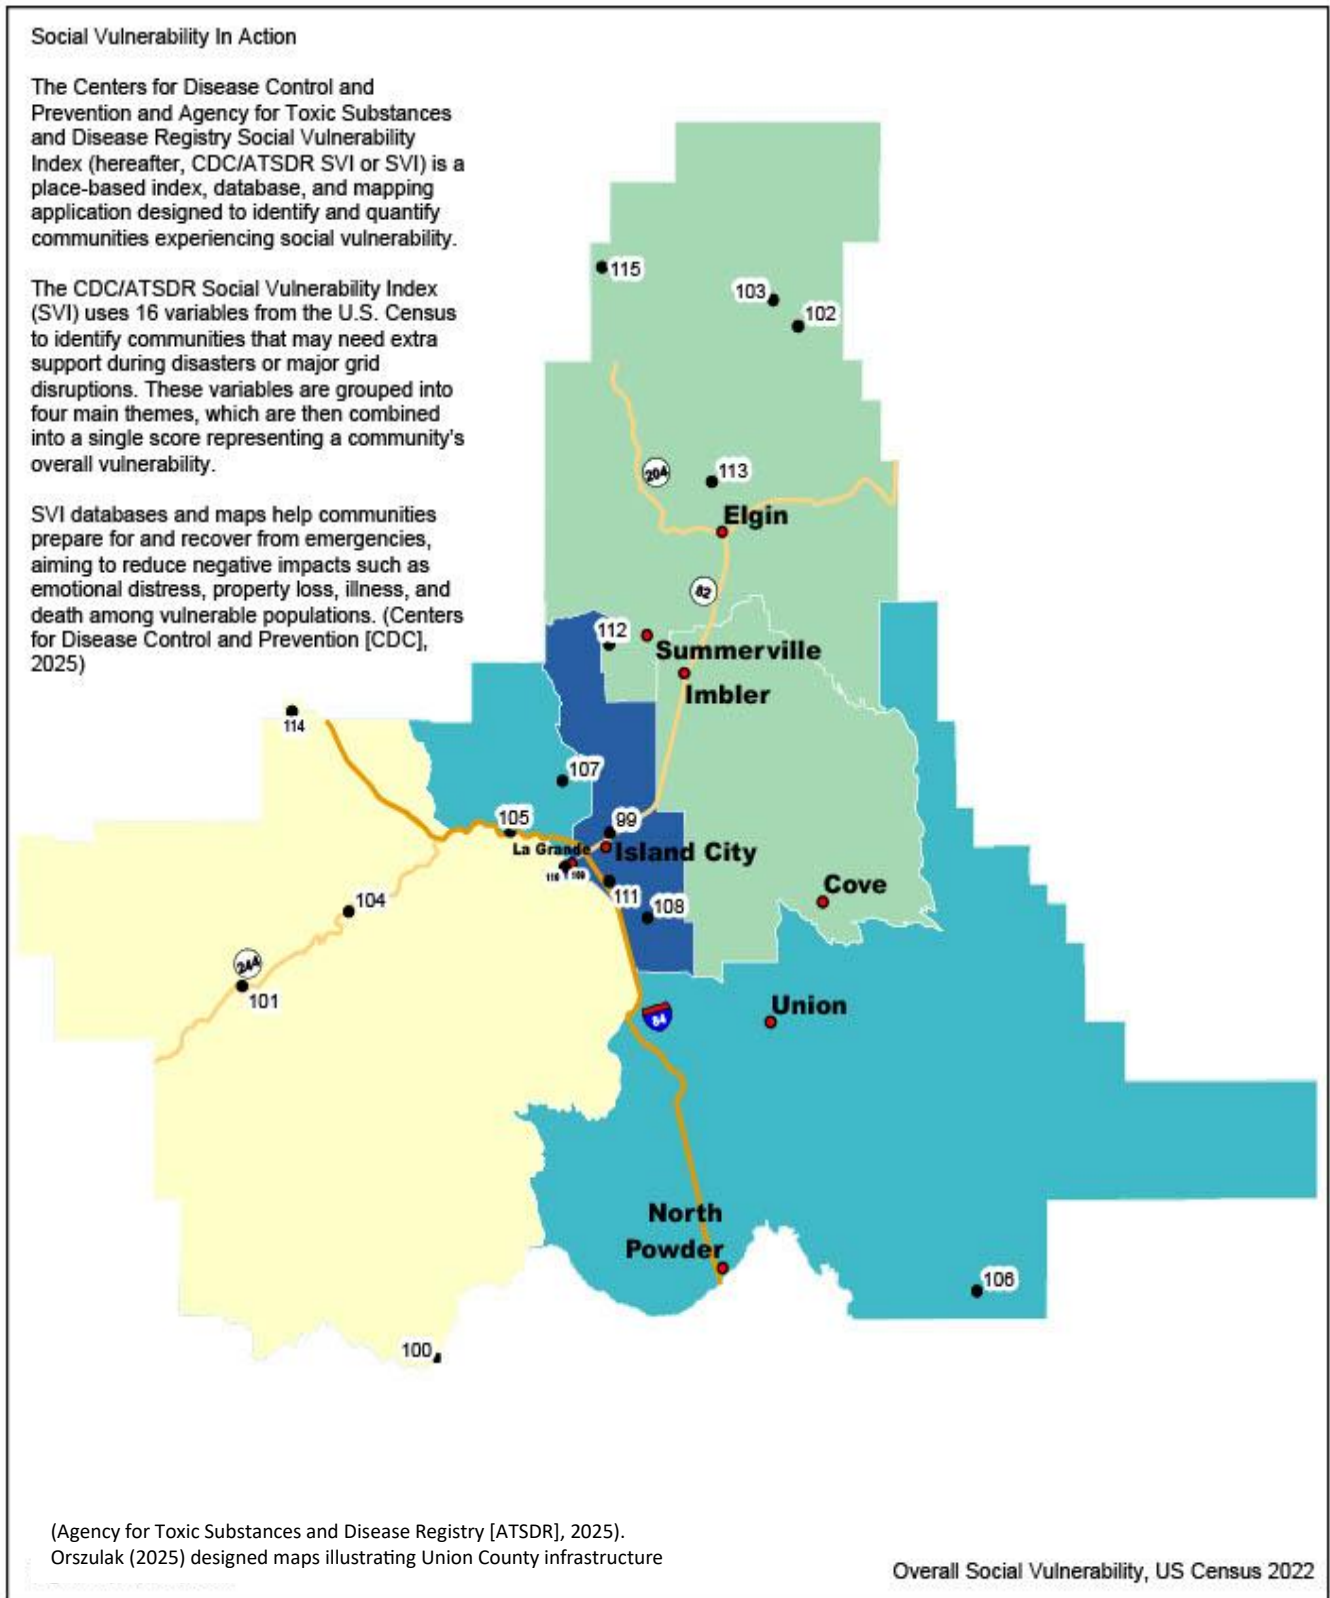 Social Vulnerability In Action
The Centers for Disease Control and
Prevention and Agency for Toxic Substances
and Disease Registry Social Vulnerability
Index (hereafter, CDC/ATSDR SVI or SVI) is a
place-based index, database, and mapping
application designed to identify and quantify
communities experiencing social vulnerability.
The CDC/ATSDR Social Vulnerability Index
(SVI) uses 16 variables from the U.S. Census
to identify communities that may need extra
support during disasters or major grid
disruptions. These variables are grouped into
four main themes, which are then combined
into a single score representing a community's
overall vulnerability.
SVI databases and maps help communities
prepare for and recover from emergencies,
aiming to reduce negative impacts such as
emotional distress, property loss, illness, and
death among vulnerable populations. (Centers
for Disease Control and Prevention [CDC],
2025)
115
103
102
204
113
Elgin
82
112
Summerville
Imbler
114
107
105
99
La Grande
Island City
110
109
111
108
Cove
104
244
101
Union
84
North
Powder
106
100
(Agency for Toxic Substances and Disease Registry [ATSDR], 2025).
Orszulak (2025) designed maps illustrating Union County infrastructure
Overall Social Vulnerability, US Census 2022